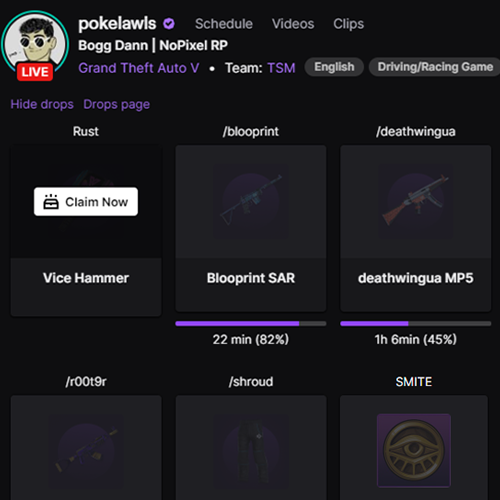 pokelawls Schedule Videos Clips
Bogg Dann | NoPixel RP
LIVE
Grand Theft Auto V • Team: TSM English Driving/Racing Game
Hide drops Drops page
Rust /blooprint /deathwingua
Claim Now
Vice Hammer Blooprint SAR deathwingua MP5
22 min (82%) 1h 6min (45%)
/r00t9r /shroud SMITE